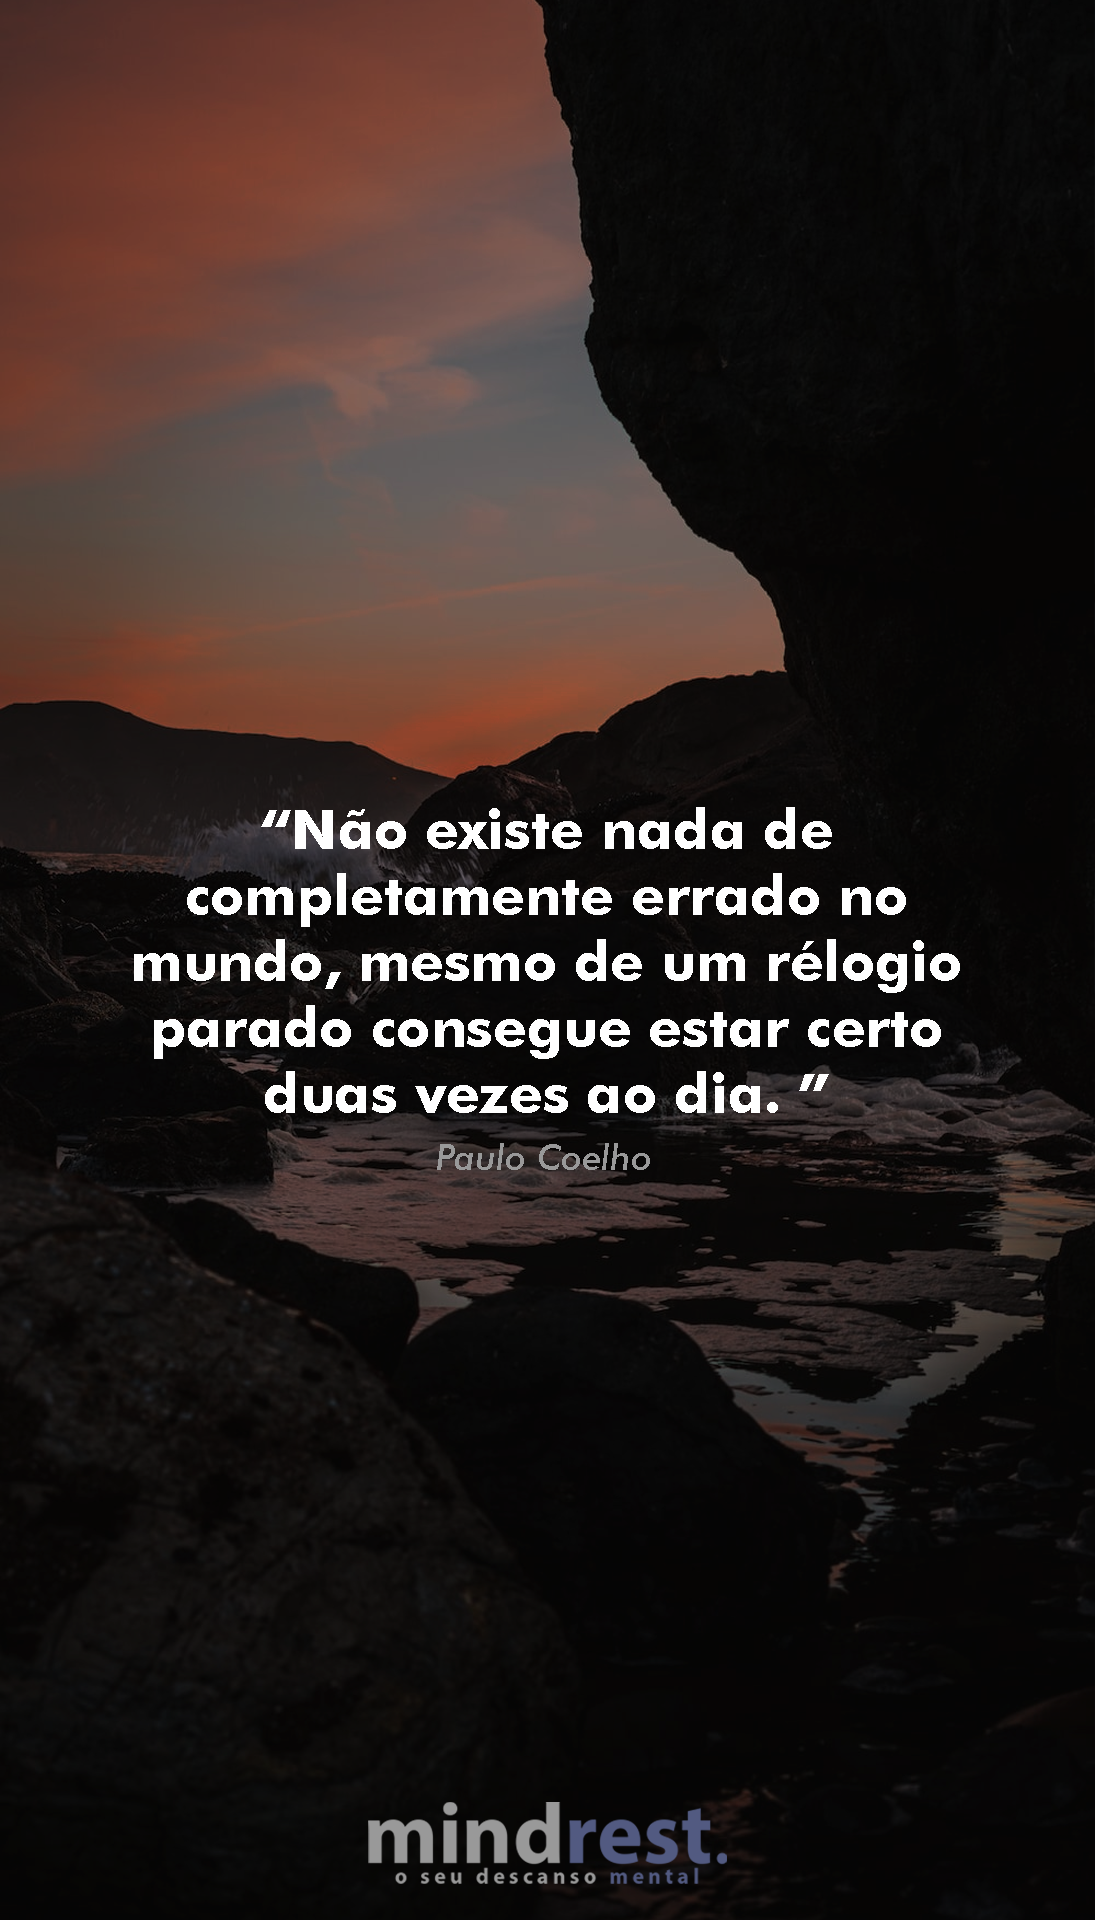 “Não existe nada de
completamente errado no
mundo, mesmo de um rélogio
parado consegue estar certo
duas vezes ao dia. ”
Paulo Coelho
mindrest.
o seu descanso mental